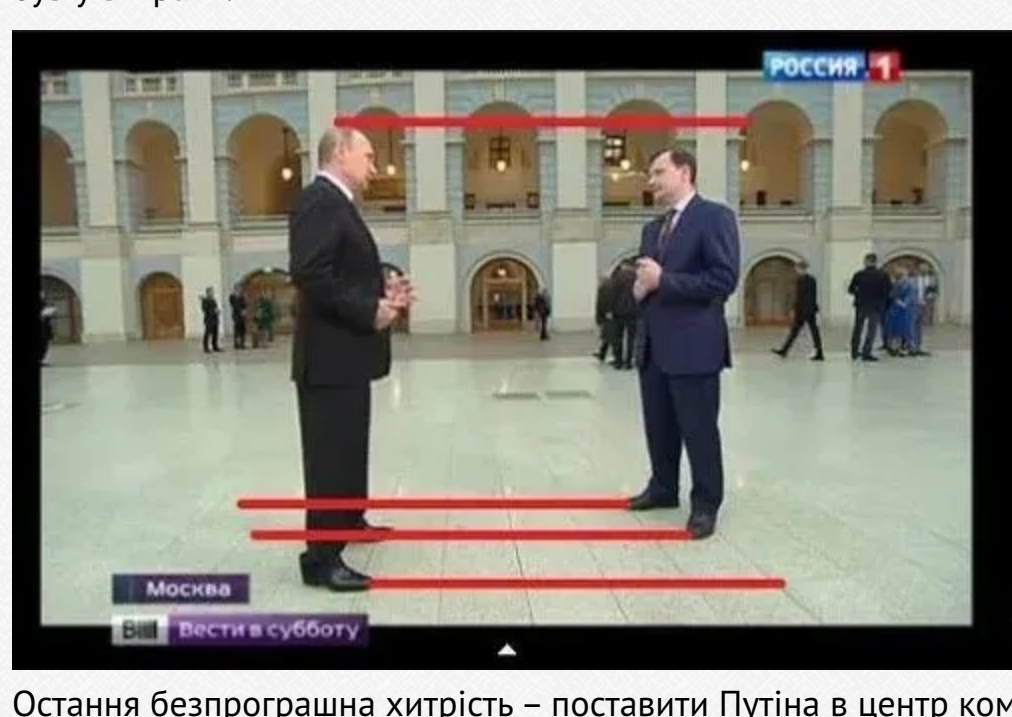 РОССИЯ 1
Москва
Вести в субботу
Остання безпрограшна хитрість – поставити Путіна в центр ком